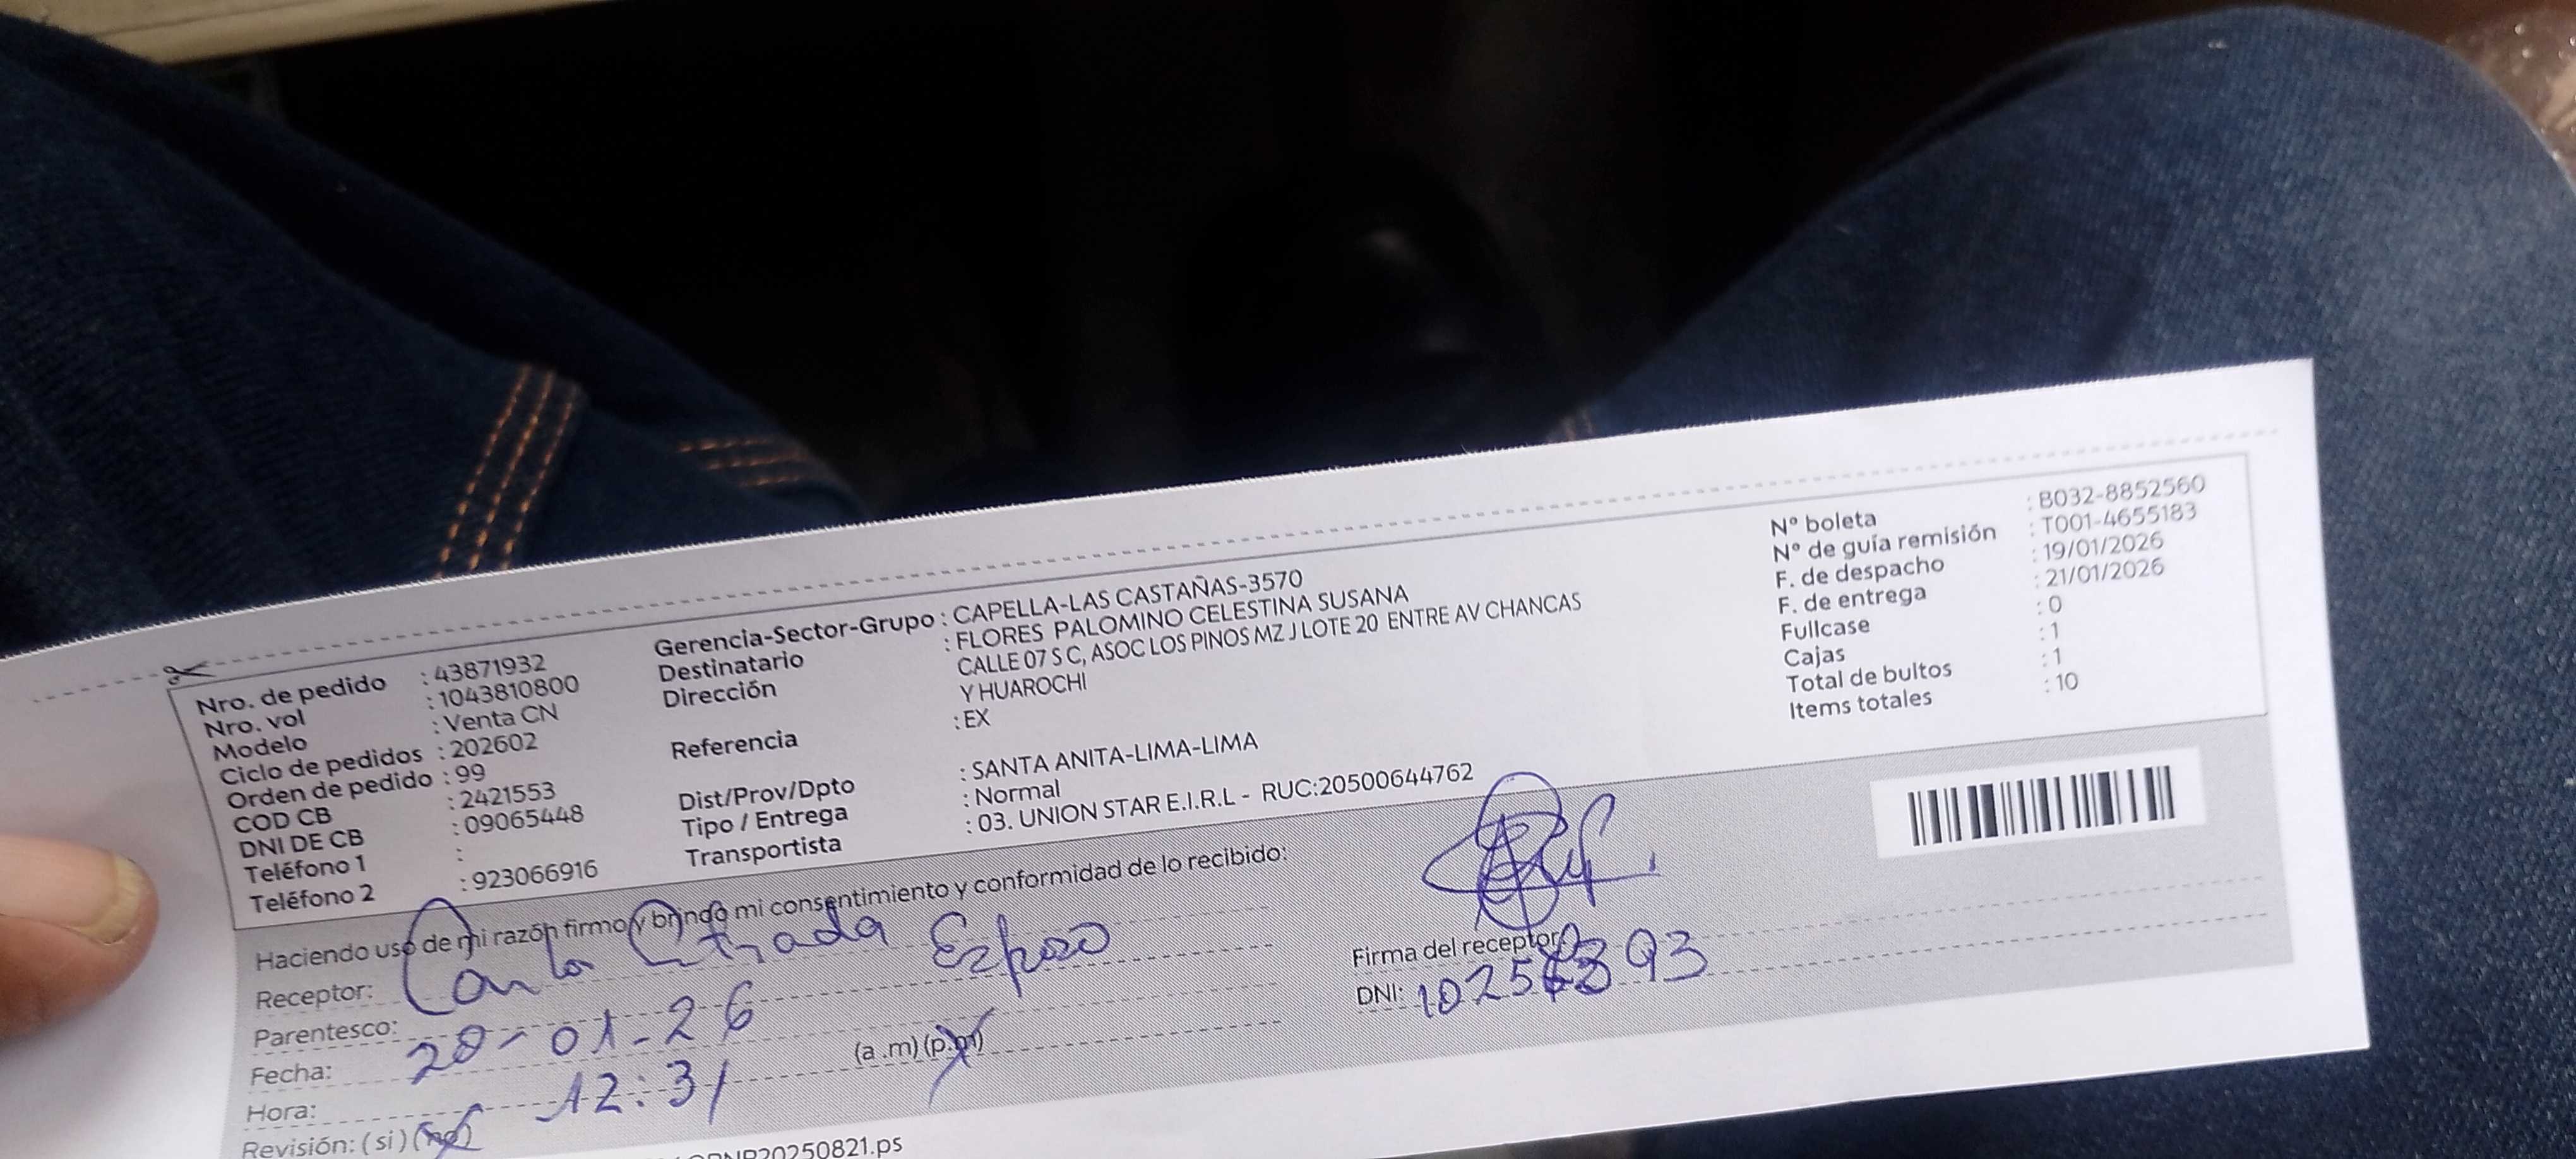 Nro. de pedido : 43871932
Nro. vol : 1043810800
Modelo : Venta CN
Ciclo de pedidos : 202602
Orden de pedido : 99
COD CB : 2421553
DNI DE CB : 09065448
Teléfono 1 :
Teléfono 2 : 923066916
Gerencia-Sector-Grupo : CAPELLA-LAS CASTAÑAS-3570
Destinatario : FLORES PALOMINO CELESTINA SUSANA
Dirección CALLE 07 S C, ASOC LOS PINOS MZ J LOTE 20 ENTRE AV CHANCAS
Y HUAROCHI
Referencia : EX
Dist/Prov/Dpto : SANTA ANITA-LIMA-LIMA
Tipo / Entrega : Normal
Transportista : 03. UNION STAR E.I.R.L - RUC:20500644762
N° boleta : B032-8852560
N° de guía remisión : T001-4655183
F. de despacho : 19/01/2026
F. de entrega : 21/01/2026
Fullcase : 0
Cajas : 1
Total de bultos : 1
Items totales : 10
Haciendo uso de mi razón firmo y brindo mi consentimiento y conformidad de lo recibido:
Receptor:
Parentesco: Esposo
Fecha: 20-01-26
Hora: 12:31 (a .m) (p.m)
Revisión: ( si ) (no)
Firma del receptor:
DNI:
20250821.ps